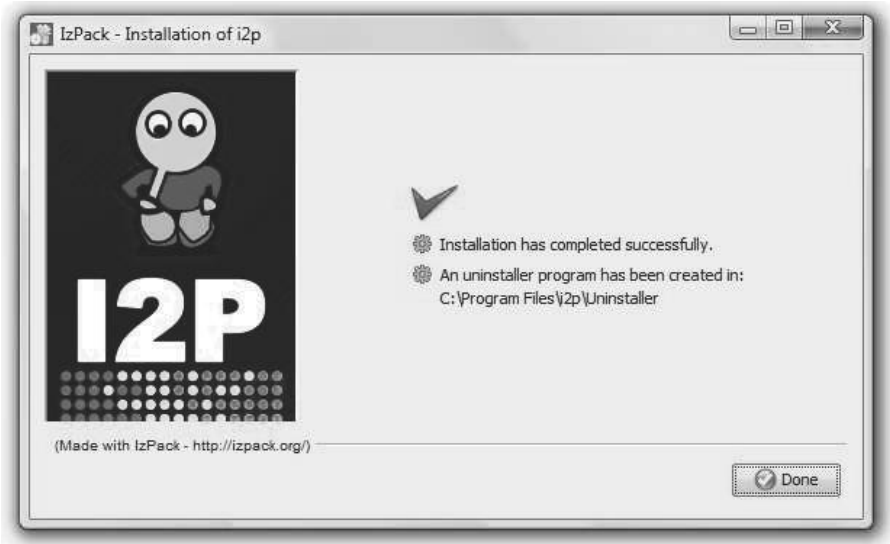 IzPack - Installation of i2p
I2P
Installation has completed successfully.
An uninstaller program has been created in:
C:\Program Files\i2p\Uninstaller
(Made with IzPack - http://izpack.org/)
Done